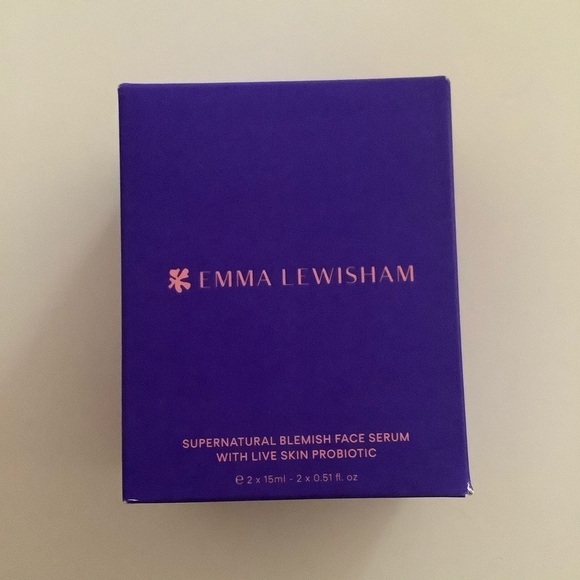 EMMA LEWISHAM
SUPERNATURAL BLEMISH FACE SERUM
WITH LIVE SKIN PROBIOTIC
℮ 2 x 15ml - 2 x 0.51 fl. oz